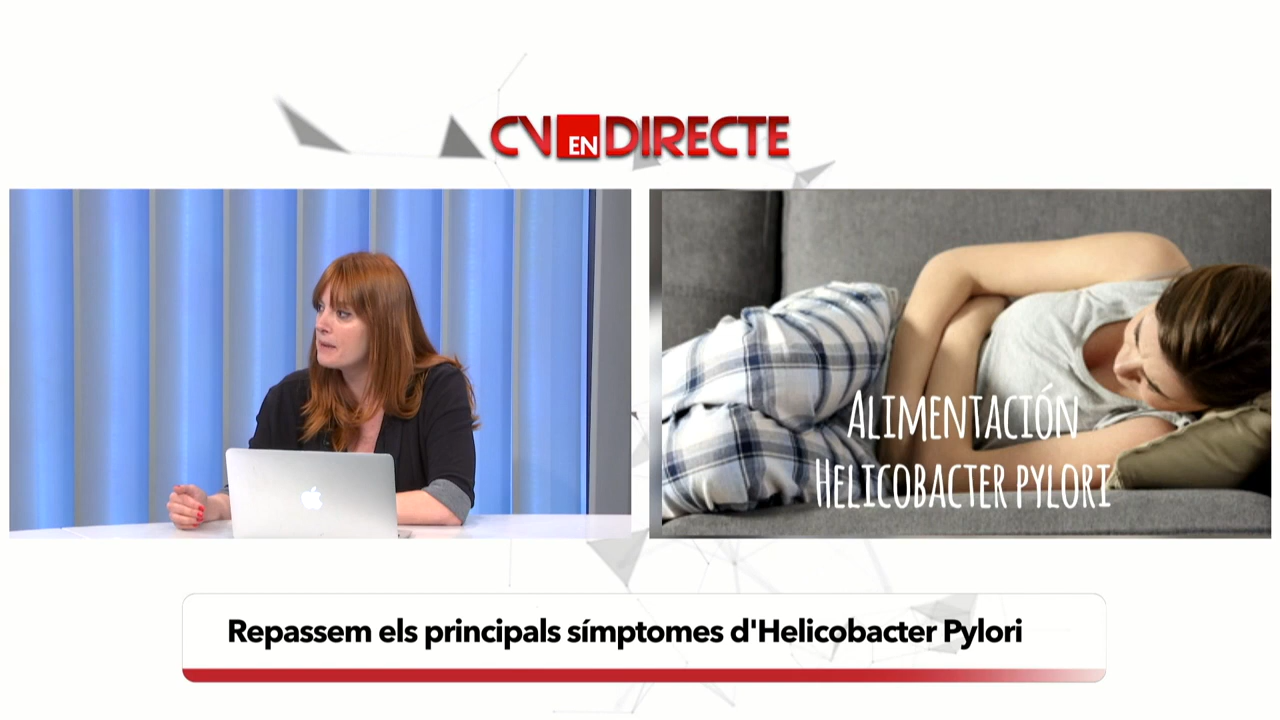 CV EN DIRECTE
ALIMENTACIÓN
HELICOBACTER PYLORI
Repassem els principals símptomes d'Helicobacter Pylori